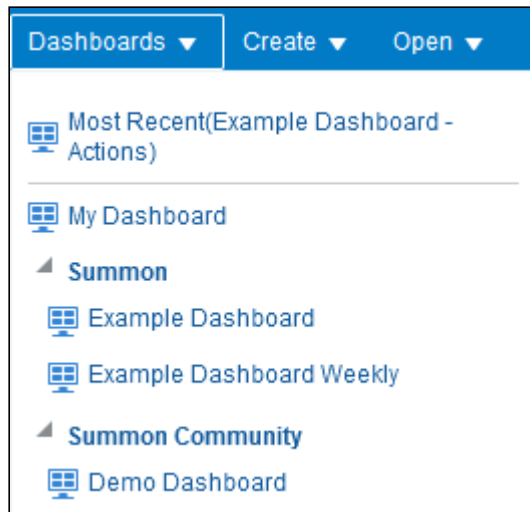 Dashboards Create Open
Most Recent(Example Dashboard -
Actions)
My Dashboard
Summon
Example Dashboard
Example Dashboard Weekly
Summon Community
Demo Dashboard